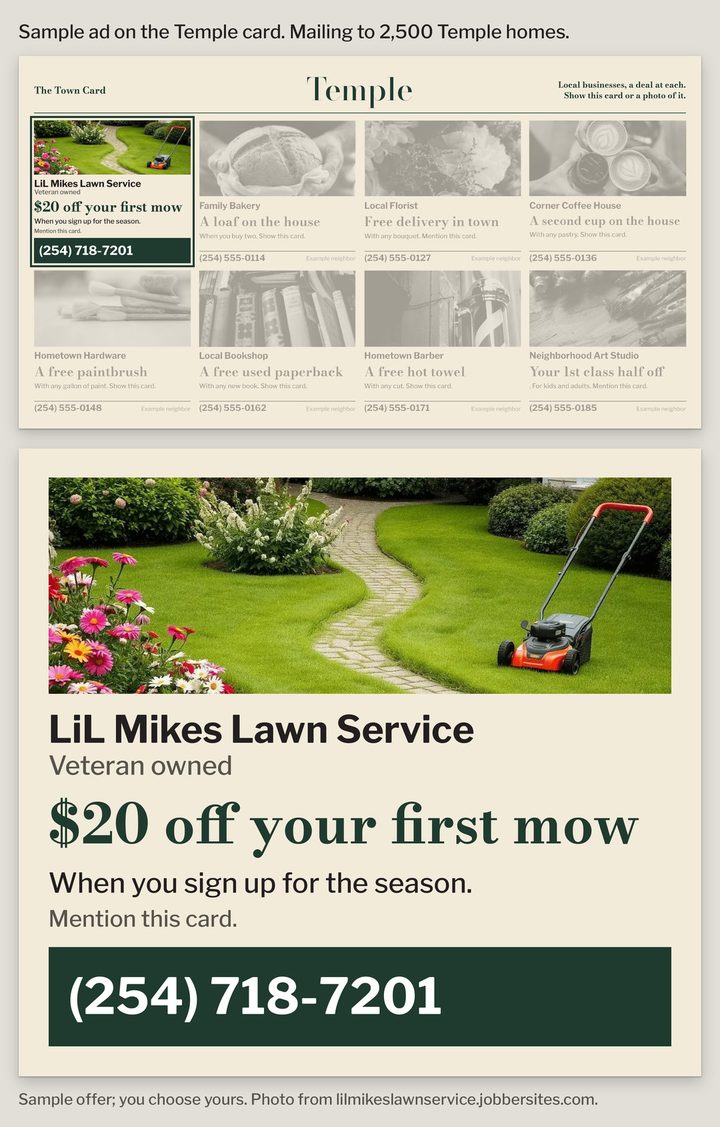 Sample ad on the Temple card. Mailing to 2,500 Temple homes.
The Town Card
Temple
Local businesses, a deal at each.
Show this card or a photo of it.
LiL Mikes Lawn Service
Veteran owned
$20 off your first mow
When you sign up for the season.
Mention this card.
(254) 718-7201
Family Bakery
A loaf on the house
When you buy two. Show this card.
(254) 555-0114
Example neighbor
Local Florist
Free delivery in town
With any bouquet. Mention this card.
(254) 555-0127
Example neighbor
Corner Coffee House
A second cup on the house
With any pastry. Show this card.
(254) 555-0136
Example neighbor
Hometown Hardware
A free paintbrush
With any gallon of paint. Show this card.
(254) 555-0148
Example neighbor
Local Bookshop
A free used paperback
With any new book. Show this card.
(254) 555-0162
Example neighbor
Hometown Barber
A free hot towel
With any cut. Show this card.
(254) 555-0171
Example neighbor
Neighborhood Art Studio
Your 1st class half off
For kids and adults. Mention this card.
(254) 555-0185
Example neighbor
LiL Mikes Lawn Service
Veteran owned
$20 off your first mow
When you sign up for the season.
Mention this card.
(254) 718-7201
Sample offer; you choose yours. Photo from lilmikeslawnservice.jobbersites.com.